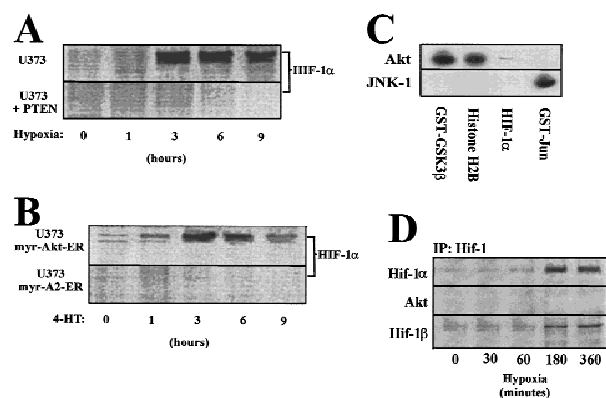 A
U373
U373
+ PTEN
HIF-1α
Hypoxia: 0 1 3 6 9
(hours)
B
U373
myr-Akt-ER
U373
myr-A2-ER
HIF-1α
4-HT: 0 1 3 6 9
(hours)
C
Akt
JNK-1
GST-GSK3β
Histone H2B
HIF-1α
GST-Jun
D
IP: Hif-1
Hif-1α
Akt
Hif-1β
0 30 60 180 360
Hypoxia
(minutes)